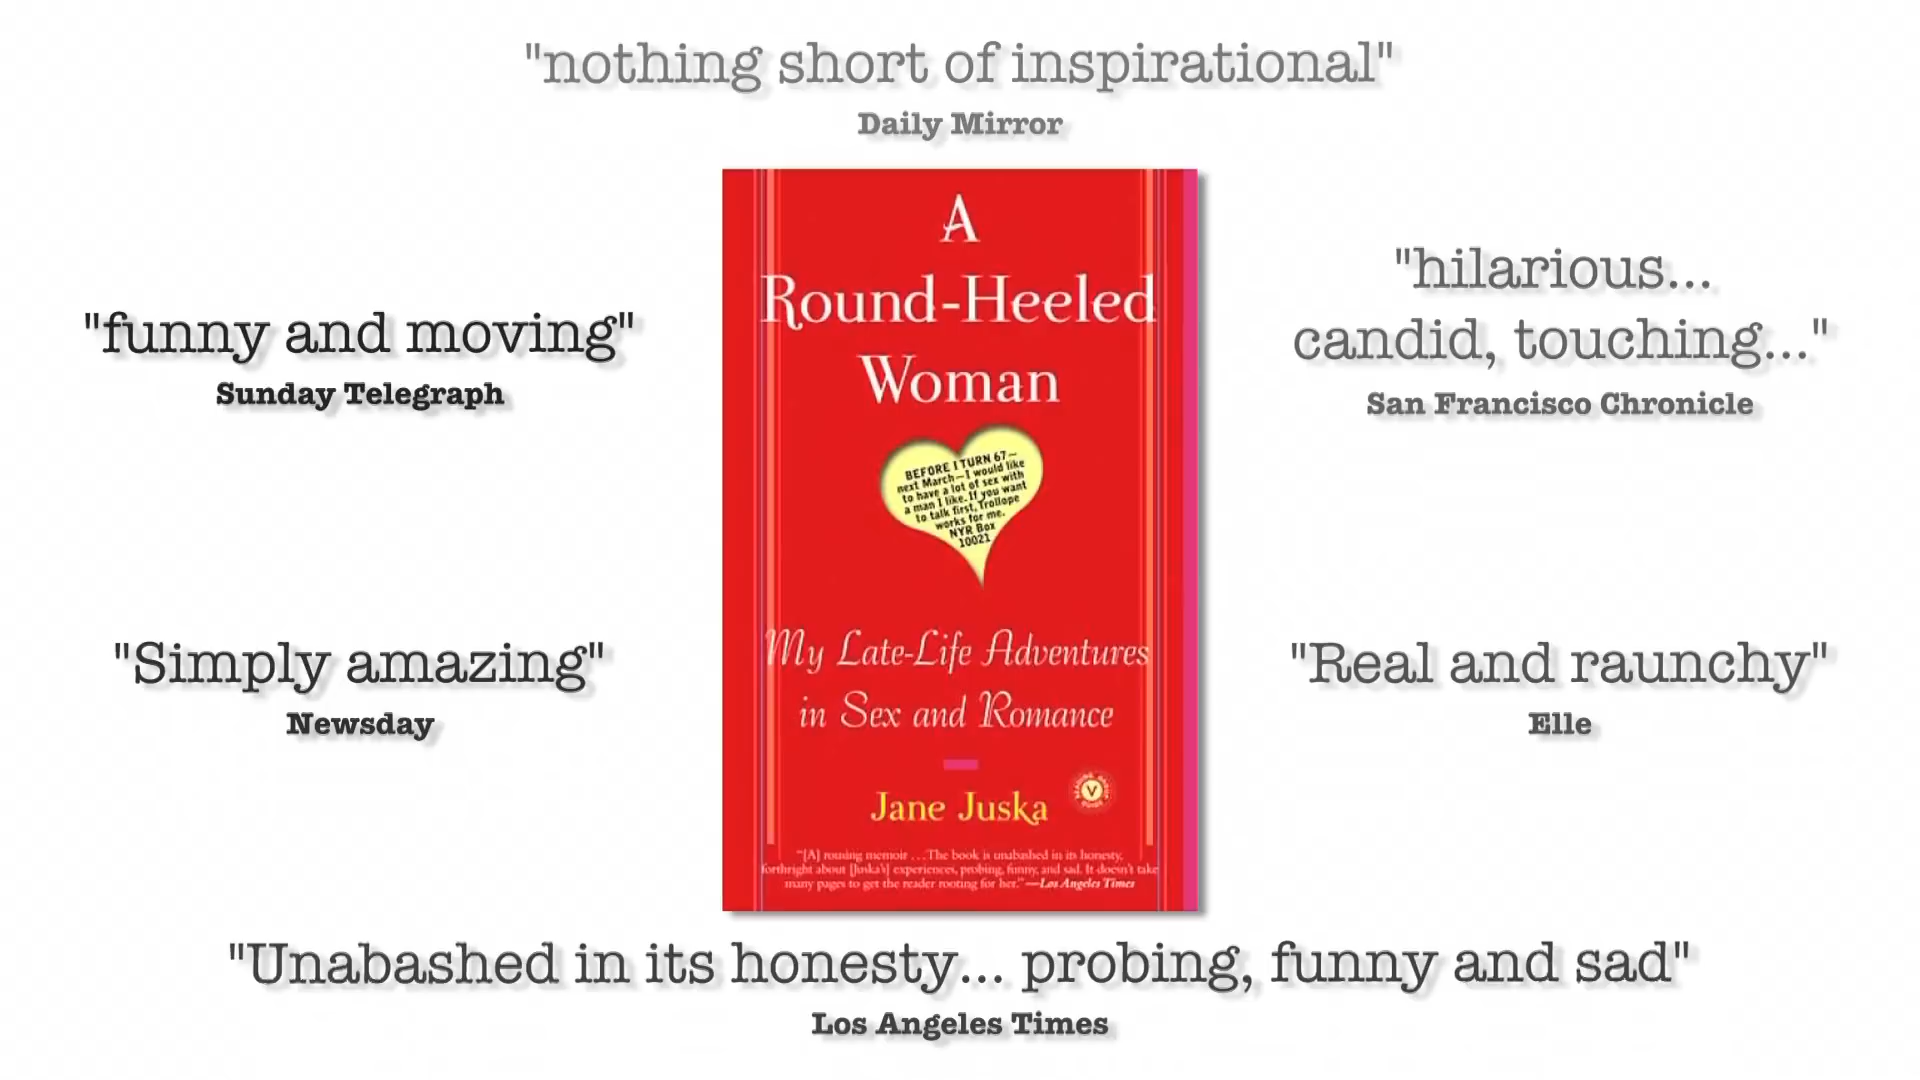 "nothing short of inspirational"
Daily Mirror
"funny and moving"
Sunday Telegraph
"Simply amazing"
Newsday
A
Round-Heeled
Woman
BEFORE I TURN 67—
next March—I would like
to have a lot of sex with
a man I like. If you want
to talk first, Trollope
works for me.
NYR Box
10021
My Late-Life Adventures
in Sex and Romance
V
Jane Juska
"[A] rousing memoir . . . The book is unabashed in its honesty,
forthright about [Juska's] experiences, probing, funny, and sad. It doesn't take
many pages to get the reader rooting for her." —Los Angeles Times
"hilarious...
candid, touching..."
San Francisco Chronicle
"Real and raunchy"
Elle
"Unabashed in its honesty... probing, funny and sad"
Los Angeles Times